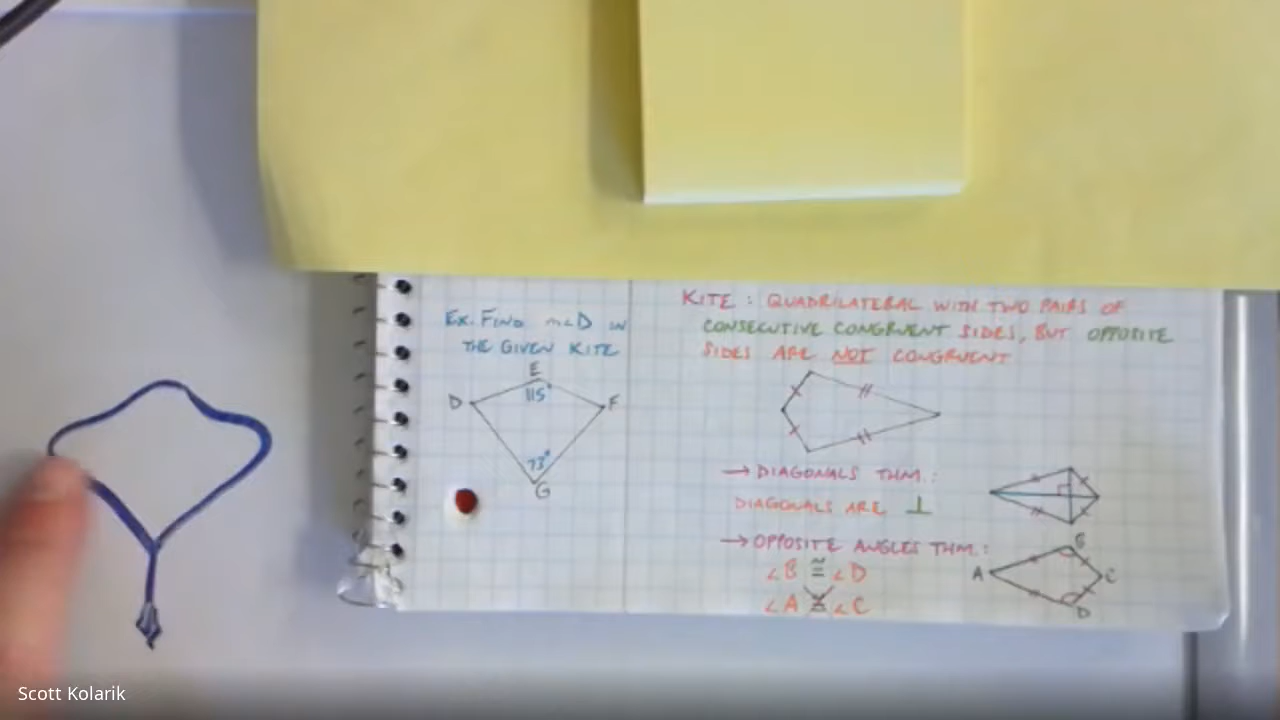 Ex. FIND m∠D IN
THE GIVEN KITE
E
115°
D
F
73°
G
KITE : QUADRILATERAL WITH TWO PAIRS OF
CONSECUTIVE CONGRUENT SIDES, BUT OPPOSITE
SIDES ARE NOT CONGRUENT
→ DIAGONALS THM.:
DIAGONALS ARE ⊥
→ OPPOSITE ANGLES THM.:
∠B ≅ ∠D
∠A ≇ ∠C
B
A
C
D
Scott Kolarik